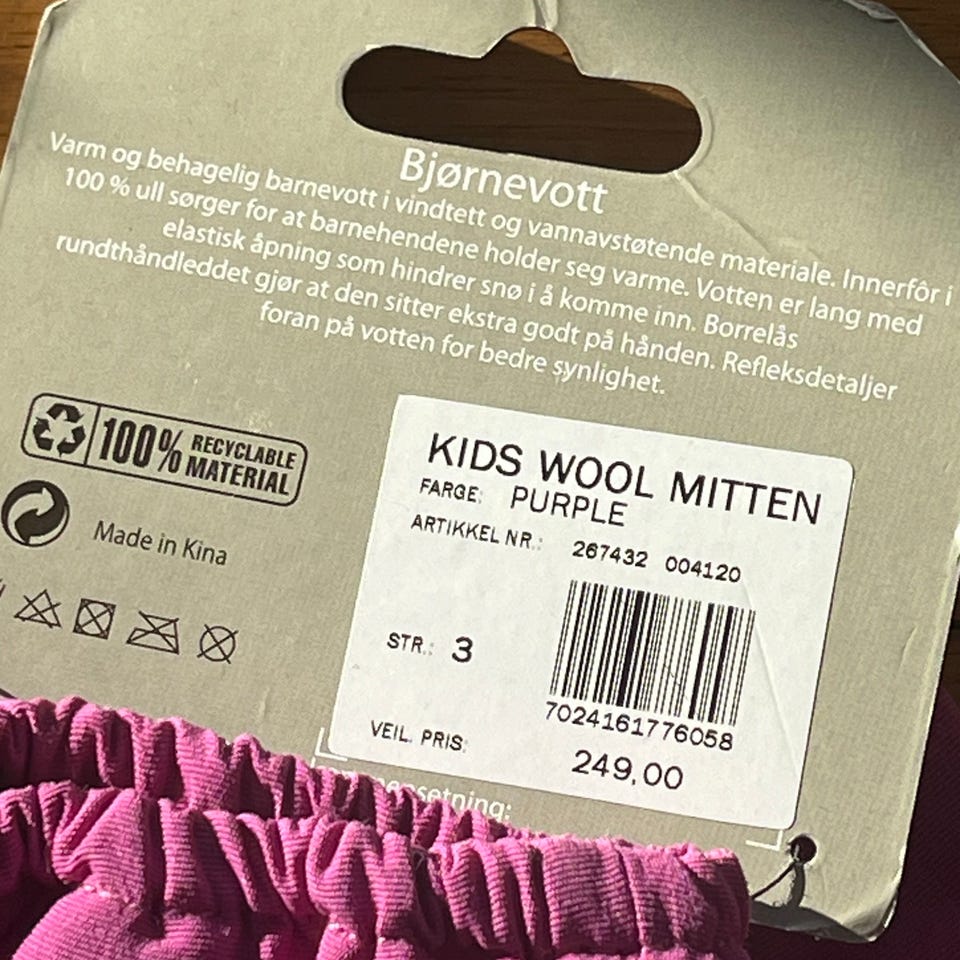 Bjørnevott
Varm og behagelig barnevott i vindtett og vannavstøtende materiale. Innerfôr i
100 % ull sørger for at barnehendene holder seg varme. Votten er lang med
elastisk åpning som hindrer snø i å komme inn. Borrelås
rundthåndleddet gjør at den sitter ekstra godt på hånden. Refleksdetaljer
foran på votten for bedre synlighet.
100% RECYCLABLE
MATERIAL
Made in Kina
KIDS WOOL MITTEN
FARGE: PURPLE
ARTIKKEL NR.: 267432 004120
STR.: 3
7024161776058
VEIL. PRIS: 249,00